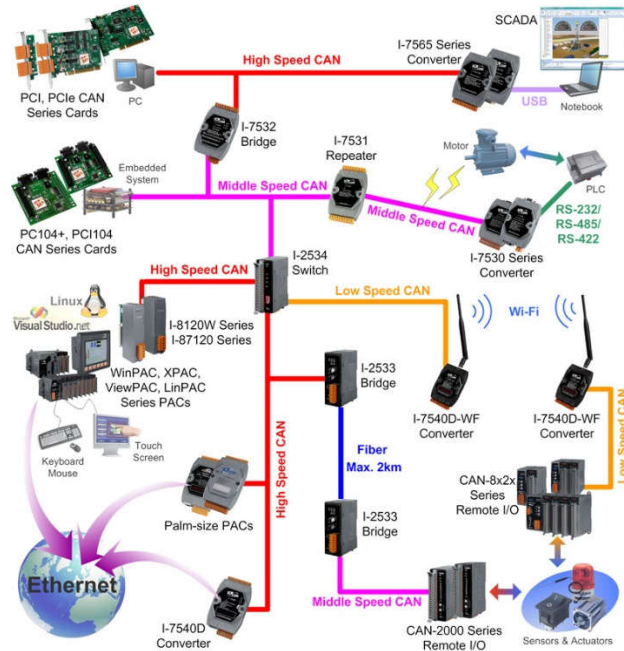 SCADA
High Speed CAN
I-7565 Series
Converter
PCI, PCIe CAN
Series Cards
PC
USB
Notebook
I-7532
Bridge
I-7531
Repeater
Motor
Embedded
System
Middle Speed CAN
PLC
Middle Speed CAN
RS-232/
RS-485/
RS-422
PC104+, PCI104
CAN Series Cards
I-7530 Series
Converter
I-2534
Switch
High Speed CAN
Low Speed CAN
Linux
Microsoft
Visual Studio.net
I-8120W Series
I-87120 Series
Wi-Fi
WinPAC, XPAC,
ViewPAC, LinPAC
Series PACs
I-2533
Bridge
I-7540D-WF
Converter
I-7540D-WF
Converter
Low Speed CAN
Keyboard
Mouse
Touch
Screen
High Speed CAN
Fiber
Max. 2km
CAN-8x2x
Series
Remote I/O
Palm-size PACs
I-2533
Bridge
Ethernet
Middle Speed CAN
I-7540D
Converter
CAN-2000 Series
Remote I/O
Sensors & Actuators